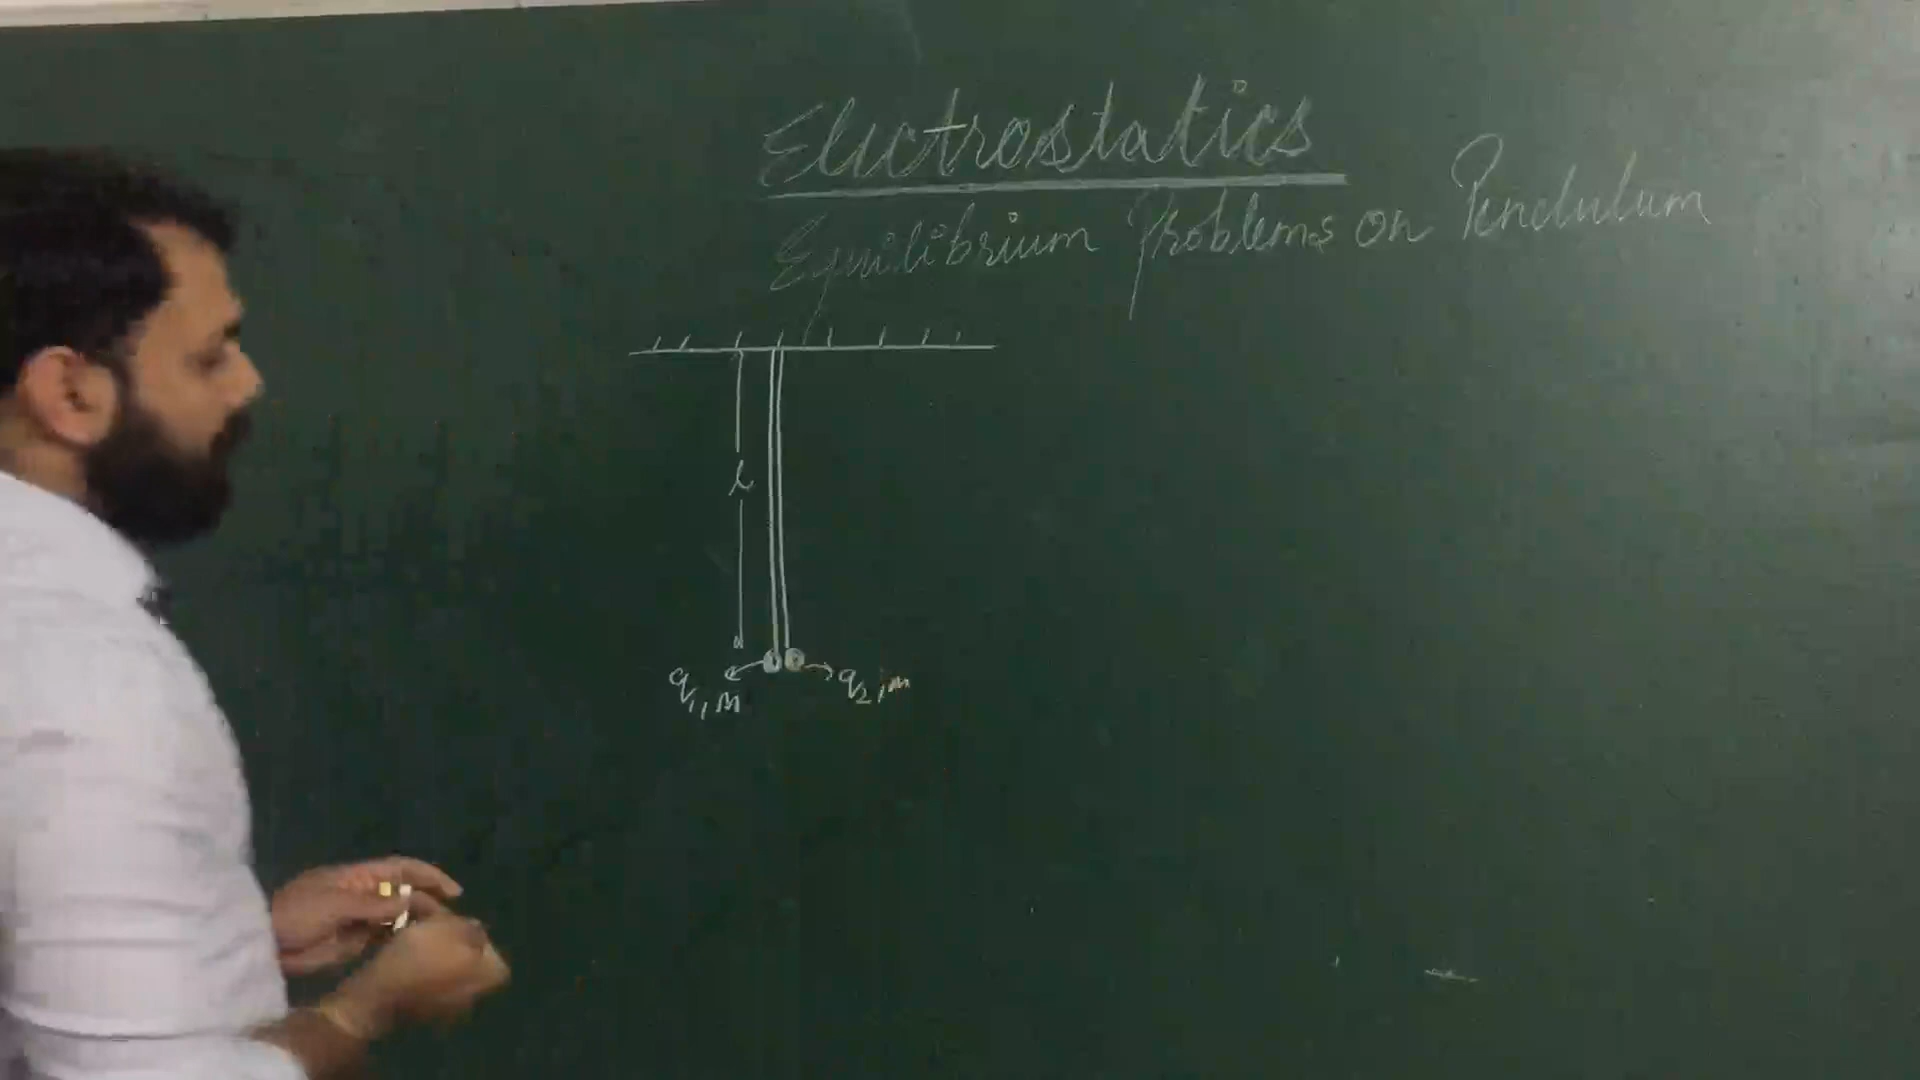 Electrostatics
Equilibrium Problems on Pendulum
l
q1, m
q2, m